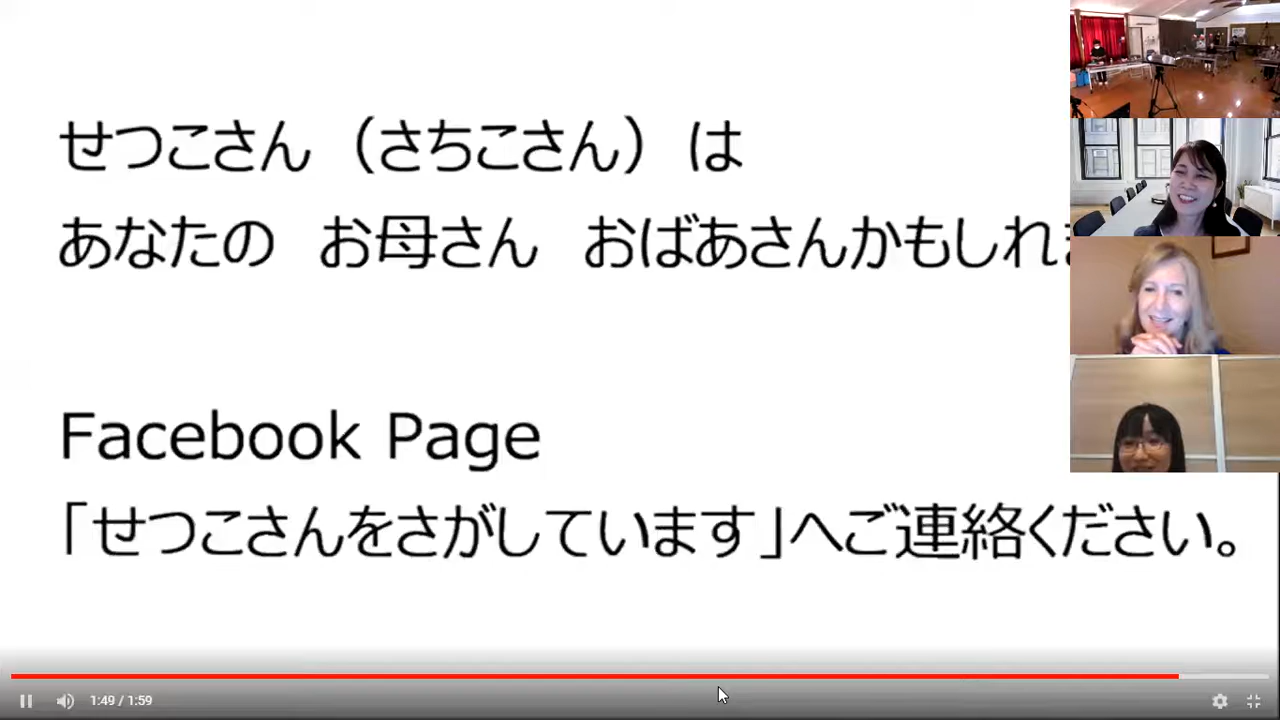 せつこさん（さちこさん）は
あなたの　お母さん　おばあさんかもしれ
Facebook Page
「せつこさんをさがしています」へご連絡ください。
1:49 / 1:59